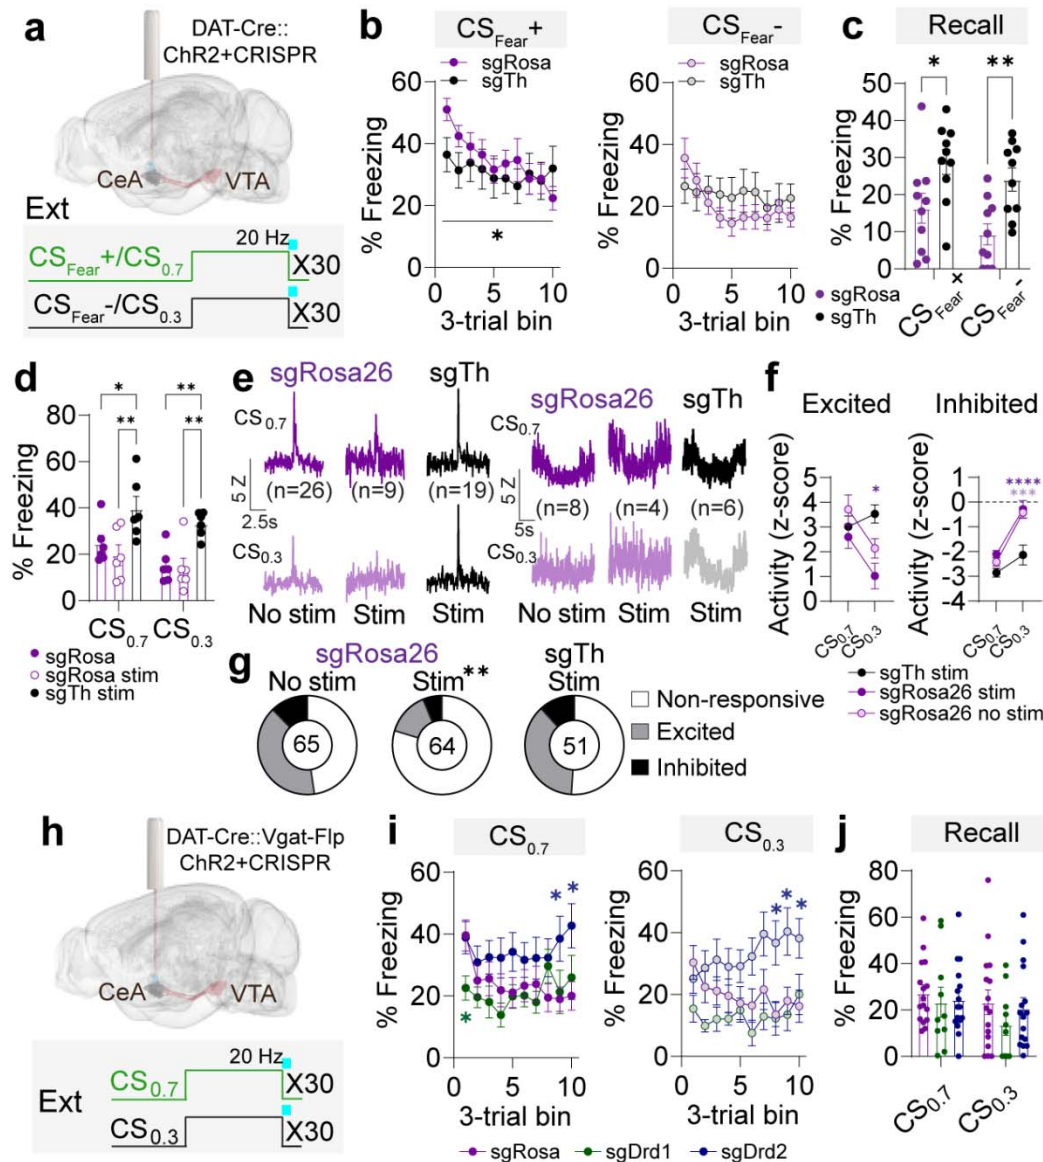 a
DAT-Cre::
ChR2+CRISPR
CeA
VTA
Ext
20 Hz
CSFear+/CS0.7
X30
CSFear-/CS0.3
X30
b
CSFear+
sgRosa
sgTh
% Freezing
60
40
20
0
*
0
5
10
3-trial bin
CSFear-
sgRosa
sgTh
% Freezing
60
40
20
0
0
5
10
3-trial bin
c
Recall
*
**
% Freezing
50
40
30
20
10
0
CSFear+
CSFear-
sgRosa
sgTh
d
*
**
**
**
% Freezing
80
60
40
20
0
CS0.7
CS0.3
sgRosa
sgRosa stim
sgTh stim
e
sgRosa26
sgTh
CS0.7
(n=26)
(n=9)
(n=19)
5 Z
2.5s
CS0.3
No stim
Stim
Stim
sgRosa26
sgTh
CS0.7
(n=8)
(n=4)
(n=6)
5 Z
5s
CS0.3
No stim
Stim
Stim
f
Excited
Activity (z-score)
5
4
3
2
1
0
*
CS0.7
CS0.3
Inhibited
Activity (z-score)
1
0
-1
-2
-3
-4
****
***
CS0.7
CS0.3
sgTh stim
sgRosa26 stim
sgRosa26 no stim
g
sgRosa26
No stim
Stim**
sgTh
Stim
65
64
51
Non-responsive
Excited
Inhibited
h
DAT-Cre::Vgat-Flp
ChR2+CRISPR
CeA
VTA
Ext
20 Hz
CS0.7
X30
CS0.3
X30
i
CS0.7
% Freezing
60
40
20
0
*
* *
0
5
10
3-trial bin
CS0.3
% Freezing
60
40
20
0
* * *
0
5
10
3-trial bin
sgRosa
sgDrd1
sgDrd2
j
Recall
% Freezing
80
60
40
20
0
CS0.7
CS0.3